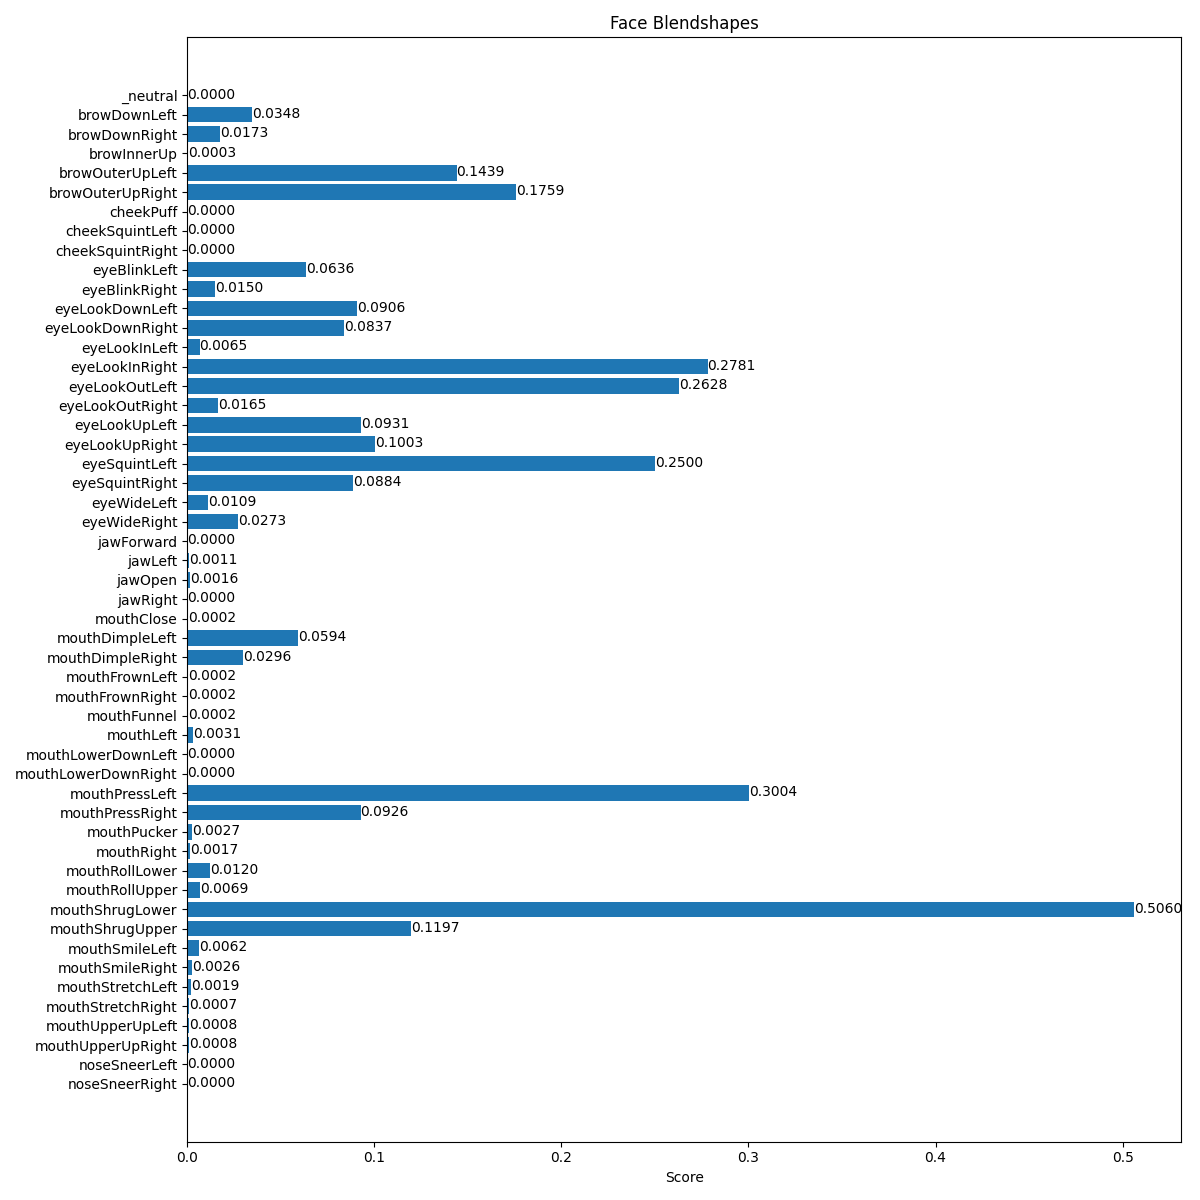 Face Blendshapes
_neutral 0.0000
browDownLeft 0.0348
browDownRight 0.0173
browInnerUp 0.0003
browOuterUpLeft 0.1439
browOuterUpRight 0.1759
cheekPuff 0.0000
cheekSquintLeft 0.0000
cheekSquintRight 0.0000
eyeBlinkLeft 0.0636
eyeBlinkRight 0.0150
eyeLookDownLeft 0.0906
eyeLookDownRight 0.0837
eyeLookInLeft 0.0065
eyeLookInRight 0.2781
eyeLookOutLeft 0.2628
eyeLookOutRight 0.0165
eyeLookUpLeft 0.0931
eyeLookUpRight 0.1003
eyeSquintLeft 0.2500
eyeSquintRight 0.0884
eyeWideLeft 0.0109
eyeWideRight 0.0273
jawForward 0.0000
jawLeft 0.0011
jawOpen 0.0016
jawRight 0.0000
mouthClose 0.0002
mouthDimpleLeft 0.0594
mouthDimpleRight 0.0296
mouthFrownLeft 0.0002
mouthFrownRight 0.0002
mouthFunnel 0.0002
mouthLeft 0.0031
mouthLowerDownLeft 0.0000
mouthLowerDownRight 0.0000
mouthPressLeft 0.3004
mouthPressRight 0.0926
mouthPucker 0.0027
mouthRight 0.0017
mouthRollLower 0.0120
mouthRollUpper 0.0069
mouthShrugLower 0.5060
mouthShrugUpper 0.1197
mouthSmileLeft 0.0062
mouthSmileRight 0.0026
mouthStretchLeft 0.0019
mouthStretchRight 0.0007
mouthUpperUpLeft 0.0008
mouthUpperUpRight 0.0008
noseSneerLeft 0.0000
noseSneerRight 0.0000
0.0 0.1 0.2 0.3 0.4 0.5
Score